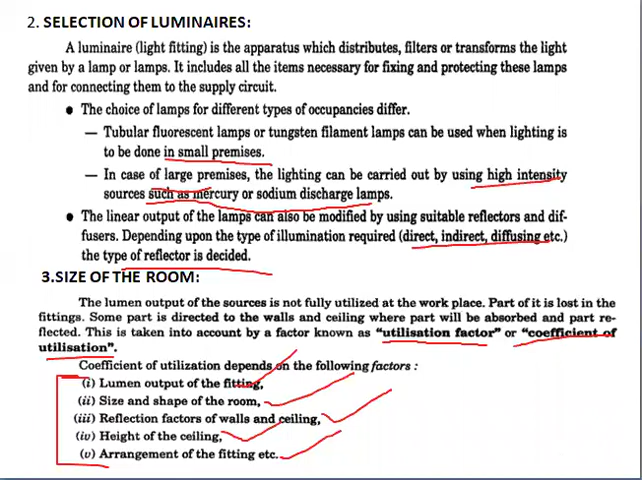 2. SELECTION OF LUMINAIRES:
A luminaire (light fitting) is the apparatus which distributes, filters or transforms the light
given by a lamp or lamps. It includes all the items necessary for fixing and protecting these lamps
and for connecting them to the supply circuit.
● The choice of lamps for different types of occupancies differ.
— Tubular fluorescent lamps or tungsten filament lamps can be used when lighting is
to be done in small premises.
— In case of large premises, the lighting can be carried out by using high intensity
sources such as mercury or sodium discharge lamps.
● The linear output of the lamps can also be modified by using suitable reflectors and dif-
fusers. Depending upon the type of illumination required (direct, indirect, diffusing etc.)
the type of reflector is decided.
3.SIZE OF THE ROOM:
The lumen output of the sources is not fully utilized at the work place. Part of it is lost in the
fittings. Some part is directed to the walls and ceiling where part will be absorbed and part re-
flected. This is taken into account by a factor known as "utilisation factor" or "coefficient of
utilisation".
Coefficient of utilization depends on the following factors :
(i) Lumen output of the fitting,
(ii) Size and shape of the room,
(iii) Reflection factors of walls and ceiling,
(iv) Height of the ceiling,
(v) Arrangement of the fitting etc.